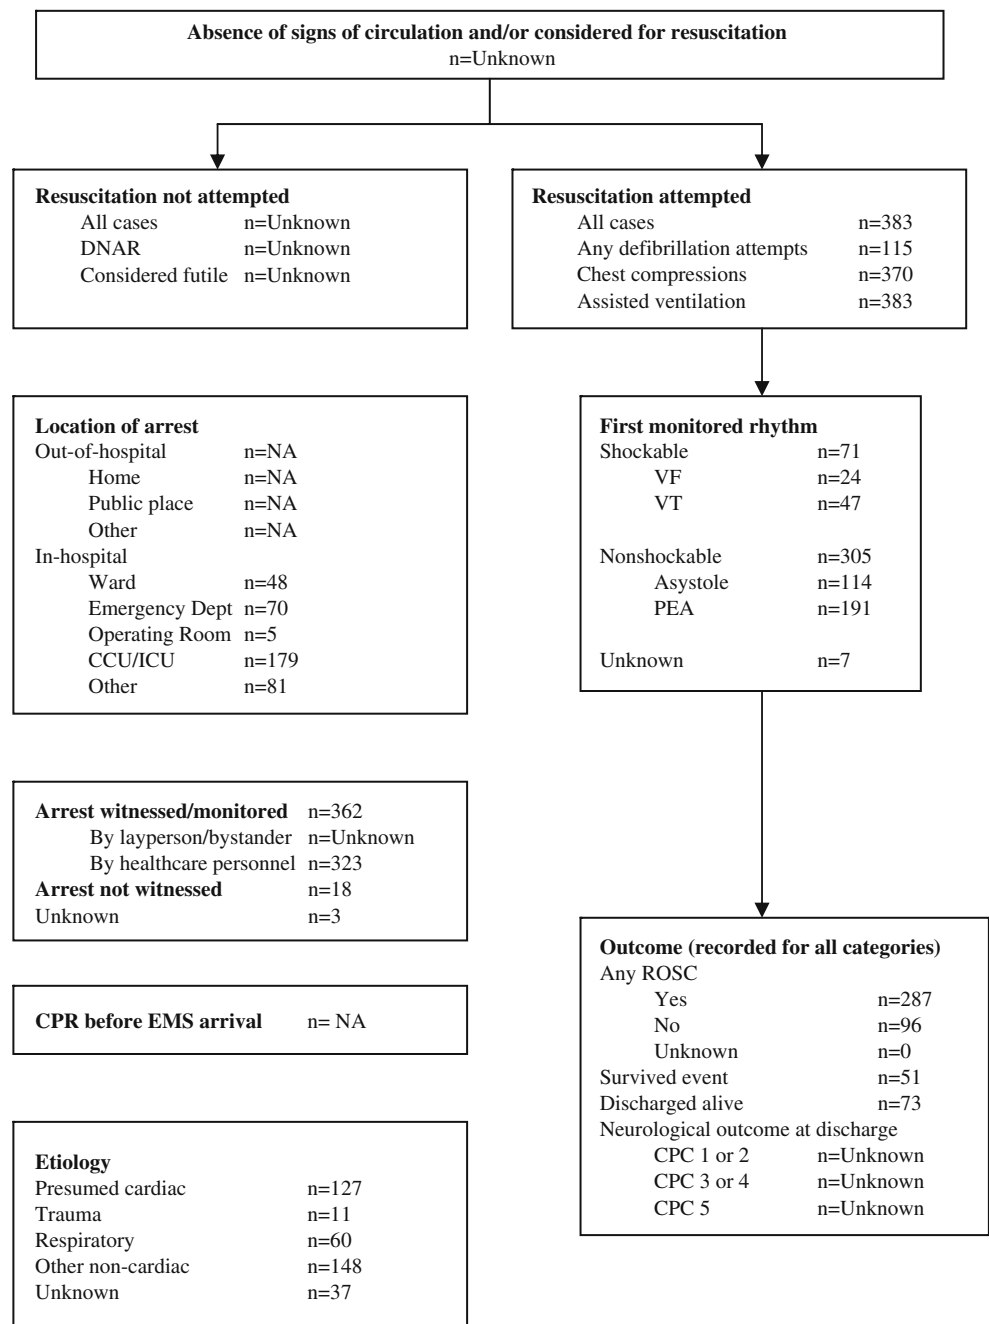 Absence of signs of circulation and/or considered for resuscitation
n=Unknown
Resuscitation not attempted
All cases n=Unknown
DNAR n=Unknown
Considered futile n=Unknown
Resuscitation attempted
All cases n=383
Any defibrillation attempts n=115
Chest compressions n=370
Assisted ventilation n=383
Location of arrest
Out-of-hospital n=NA
Home n=NA
Public place n=NA
Other n=NA
In-hospital
Ward n=48
Emergency Dept n=70
Operating Room n=5
CCU/ICU n=179
Other n=81
First monitored rhythm
Shockable n=71
VF n=24
VT n=47
Nonshockable n=305
Asystole n=114
PEA n=191
Unknown n=7
Arrest witnessed/monitored n=362
By layperson/bystander n=Unknown
By healthcare personnel n=323
Arrest not witnessed n=18
Unknown n=3
CPR before EMS arrival n= NA
Etiology
Presumed cardiac n=127
Trauma n=11
Respiratory n=60
Other non-cardiac n=148
Unknown n=37
Outcome (recorded for all categories)
Any ROSC
Yes n=287
No n=96
Unknown n=0
Survived event n=51
Discharged alive n=73
Neurological outcome at discharge
CPC 1 or 2 n=Unknown
CPC 3 or 4 n=Unknown
CPC 5 n=Unknown